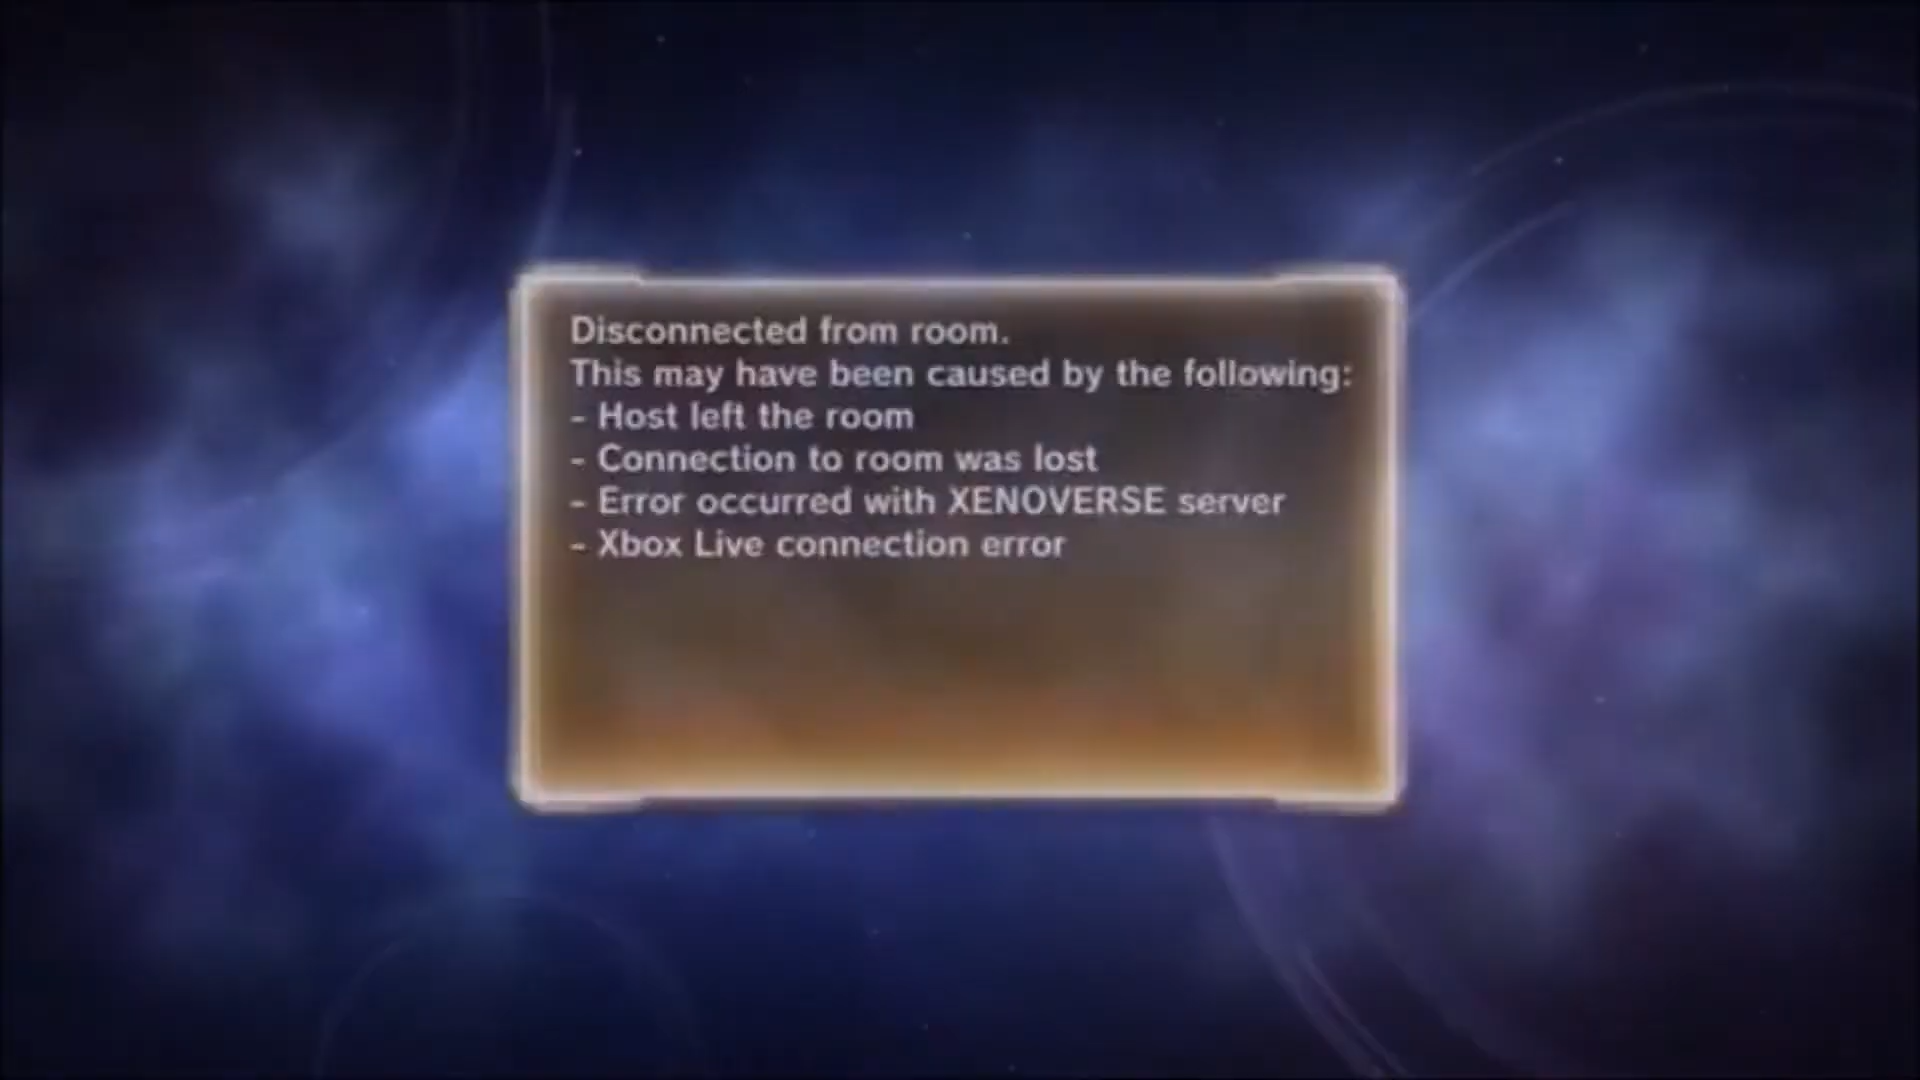 Disconnected from room.
This may have been caused by the following:
- Host left the room
- Connection to room was lost
- Error occurred with XENOVERSE server
- Xbox Live connection error